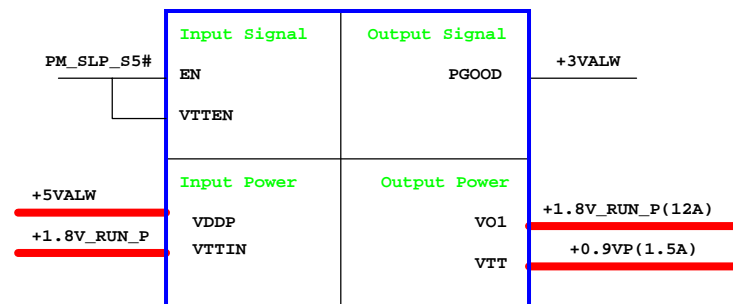 Input Signal Output Signal
PM_SLP_S5# +3VALW
EN PGOOD
VTTEN
Input Power Output Power
+5VALW
+1.8V_RUN_P(12A)
VDDP VO1
+1.8V_RUN_P
VTTIN +0.9VP(1.5A)
VTT